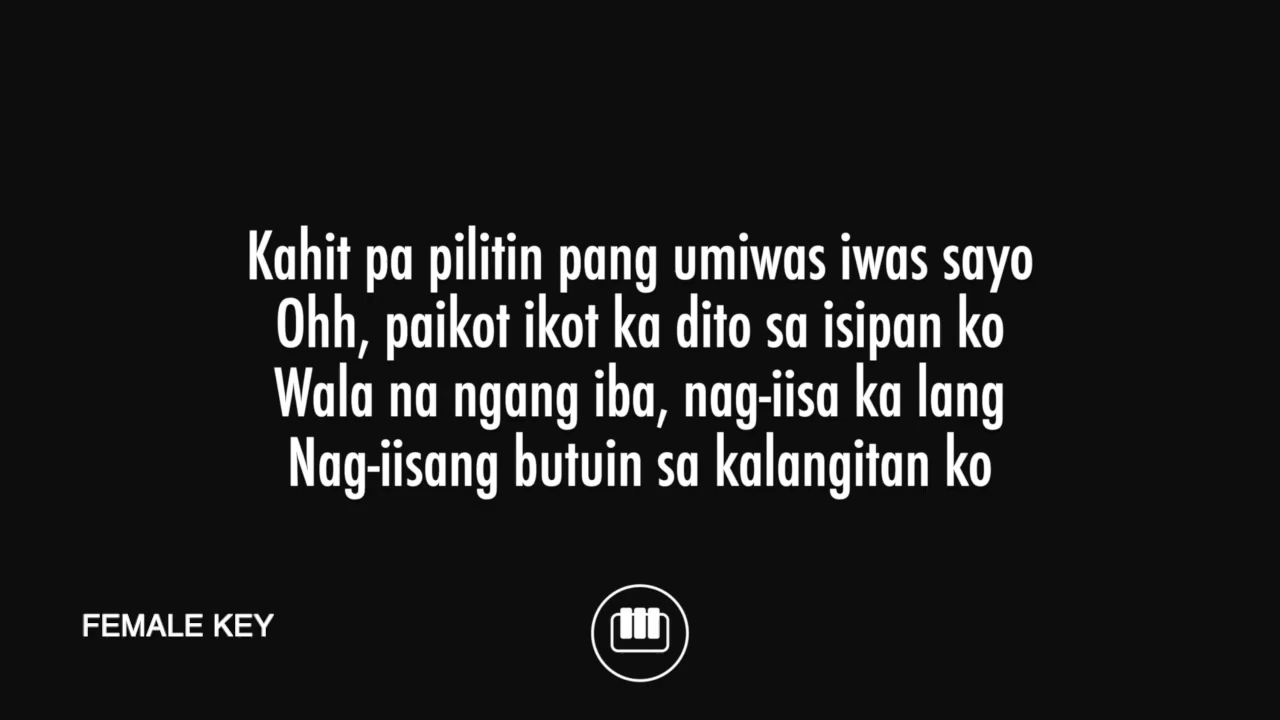 Kahit pa pilitin pang umiwas iwas sayo
Ohh, paikot ikot ka dito sa isipan ko
Wala na ngang iba, nag-iisa ka lang
Nag-iisang butuin sa kalangitan ko
FEMALE KEY